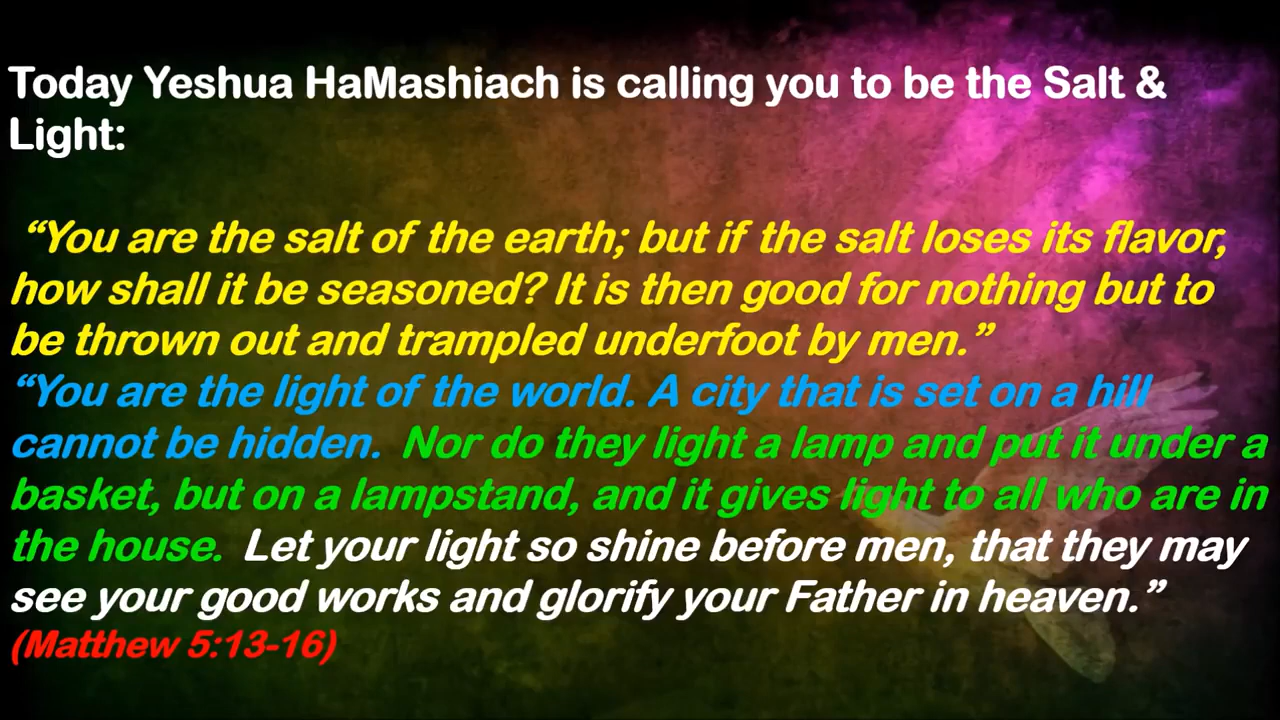 Today Yeshua HaMashiach is calling you to be the Salt &
Light:
“You are the salt of the earth; but if the salt loses its flavor,
how shall it be seasoned? It is then good for nothing but to
be thrown out and trampled underfoot by men.”
“You are the light of the world. A city that is set on a hill
cannot be hidden. Nor do they light a lamp and put it under a
basket, but on a lampstand, and it gives light to all who are in
the house. Let your light so shine before men, that they may
see your good works and glorify your Father in heaven.”
(Matthew 5:13-16)